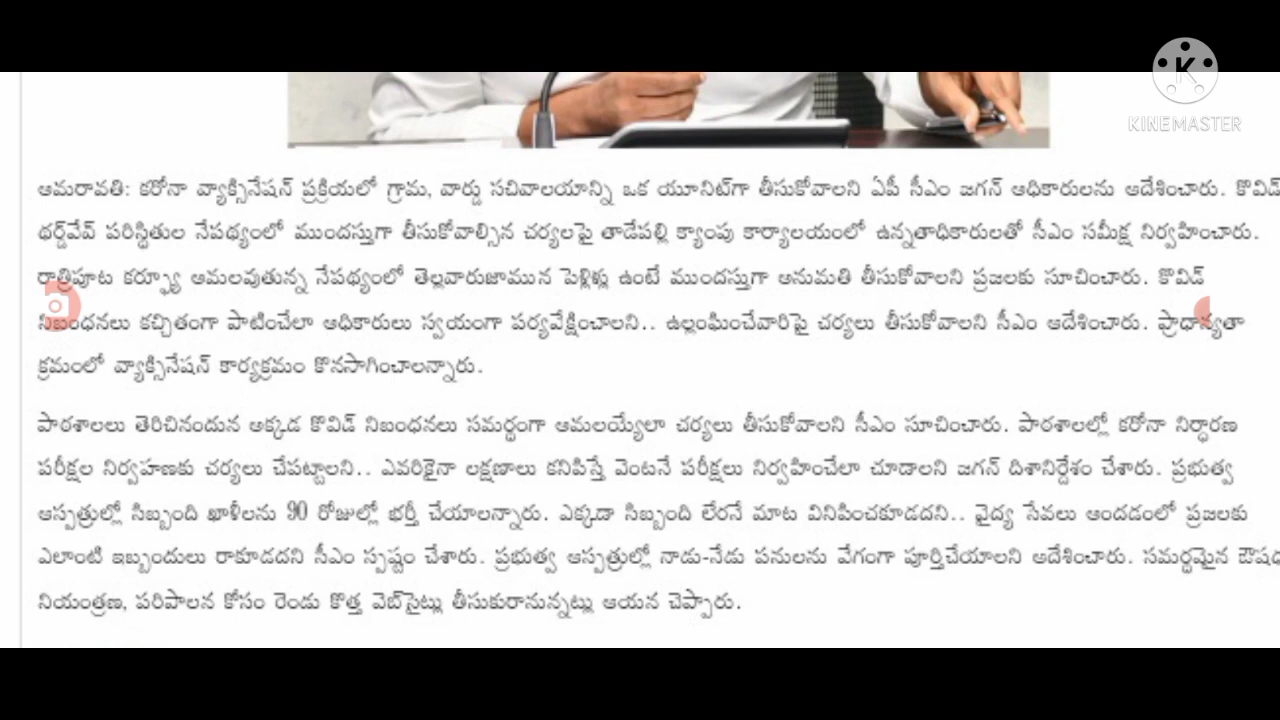 KINEMASTER
అమరావతి: కరోనా వ్యాక్సినేషన్ ప్రక్రియలో గ్రామ, వార్డు సచివాలయాన్ని ఒక యూనిట్‌గా తీసుకోవాలని ఏపీ సీఎం జగన్ అధికారులను ఆదేశించారు. కొవిడ్
థర్డ్‌వేవ్ పరిస్థితుల నేపథ్యంలో ముందస్తుగా తీసుకోవాల్సిన చర్యలపై తాడేపల్లి క్యాంపు కార్యాలయంలో ఉన్నతాధికారులతో సీఎం సమీక్ష నిర్వహించారు.
రాత్రిపూట కర్ఫ్యూ అమలవుతున్న నేపథ్యంలో తెల్లవారుజామున పెళ్లిళ్లు ఉంటే ముందస్తుగా అనుమతి తీసుకోవాలని ప్రజలకు సూచించారు. కొవిడ్
నిబంధనలు కచ్చితంగా పాటించేలా అధికారులు స్వయంగా పర్యవేక్షించాలని.. ఉల్లంఘించేవారిపై చర్యలు తీసుకోవాలని సీఎం ఆదేశించారు. ప్రాధాన్యతా
క్రమంలో వ్యాక్సినేషన్ కార్యక్రమం కొనసాగించాలన్నారు.
పాఠశాలలు తెరిచినందున అక్కడ కొవిడ్ నిబంధనలు సమర్థంగా అమలయ్యేలా చర్యలు తీసుకోవాలని సీఎం సూచించారు. పాఠశాలల్లో కరోనా నిర్ధారణ
పరీక్షల నిర్వహణకు చర్యలు చేపట్టాలని.. ఎవరికైనా లక్షణాలు కనిపిస్తే వెంటనే పరీక్షలు నిర్వహించేలా చూడాలని జగన్ దిశానిర్దేశం చేశారు. ప్రభుత్వ
ఆస్పత్రుల్లో సిబ్బంది ఖాళీలను 90 రోజుల్లో భర్తీ చేయాలన్నారు. ఎక్కడా సిబ్బంది లేరనే మాట వినిపించకూడదని.. వైద్య సేవలు అందడంలో ప్రజలకు
ఎలాంటి ఇబ్బందులు రాకూడదని సీఎం స్పష్టం చేశారు. ప్రభుత్వ ఆస్పత్రుల్లో నాడు-నేడు పనులను వేగంగా పూర్తిచేయాలని ఆదేశించారు. సమర్థమైన
నియంత్రణ, పరిపాలన కోసం రెండు కొత్త వెబ్‌సైట్లు తీసుకురానున్నట్లు ఆయన చెప్పారు.